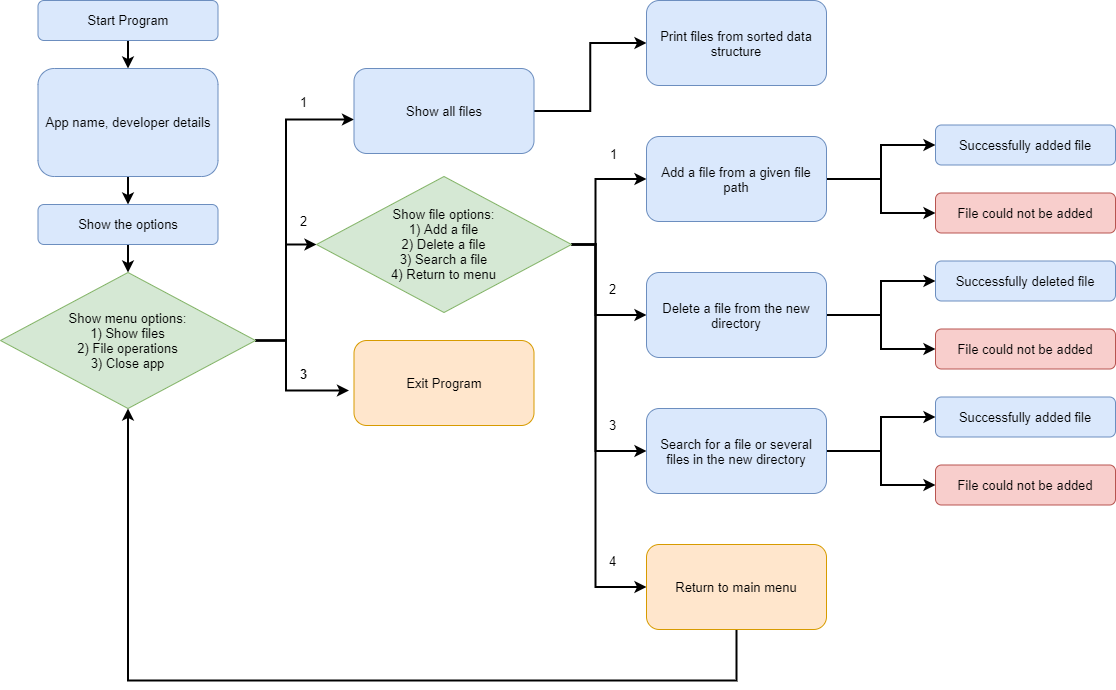 Start Program
App name, developer details
Show the options
Show menu options:
1) Show files
2) File operations
3) Close app
1
Show all files
Print files from sorted data
structure
2
Show file options:
1) Add a file
2) Delete a file
3) Search a file
4) Return to menu
3
Exit Program
1
Add a file from a given file
path
Successfully added file
File could not be added
2
Delete a file from the new
directory
Successfully deleted file
File could not be added
3
Search for a file or several
files in the new directory
Successfully added file
File could not be added
4
Return to main menu